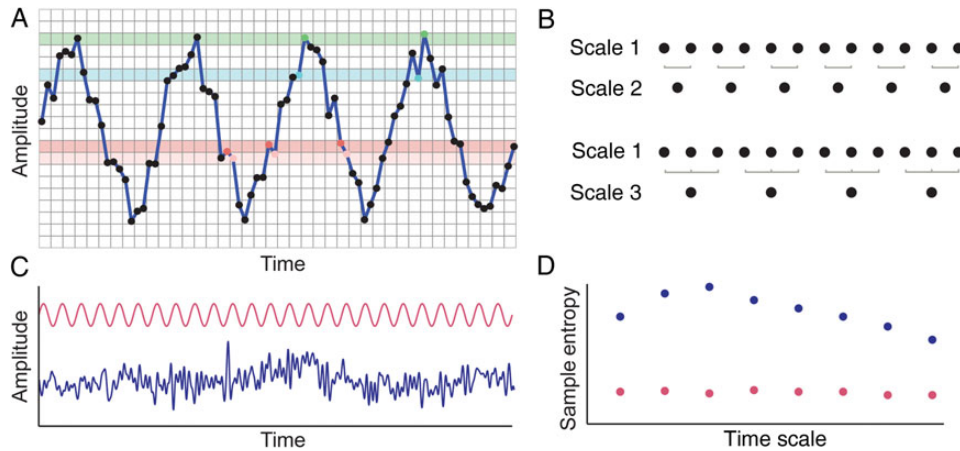 A
Amplitude
Time
B
Scale 1
Scale 2
Scale 1
Scale 3
C
Amplitude
Time
D
Sample entropy
Time scale